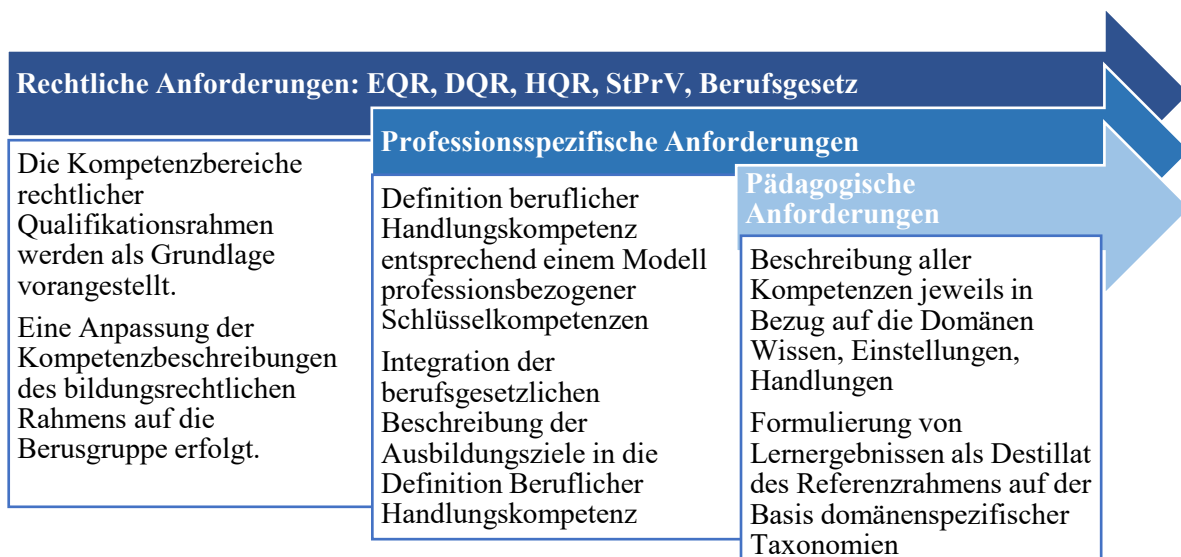 Rechtliche Anforderungen: EQR, DQR, HQR, StPrV, Berufsgesetz
Die Kompetenzbereiche
rechtlicher
Qualifikationsrahmen
werden als Grundlage
vorangestellt.
Eine Anpassung der
Kompetenzbeschreibungen
des bildungsrechtlichen
Rahmens auf die
Berusgruppe erfolgt.
Professionsspezifische Anforderungen
Definition beruflicher
Handlungskompetenz
entsprechend einem Modell
professionsbezogener
Schlüsselkompetenzen
Integration der
berufsgesetzlichen
Beschreibung der
Ausbildungsziele in die
Definition Beruflicher
Handlungskompetenz
Pädagogische
Anforderungen
Beschreibung aller
Kompetenzen jeweils in
Bezug auf die Domänen
Wissen, Einstellungen,
Handlungen
Formulierung von
Lernergebnissen als Destillat
des Referenzrahmens auf der
Basis domänenspezifischer
Taxonomien